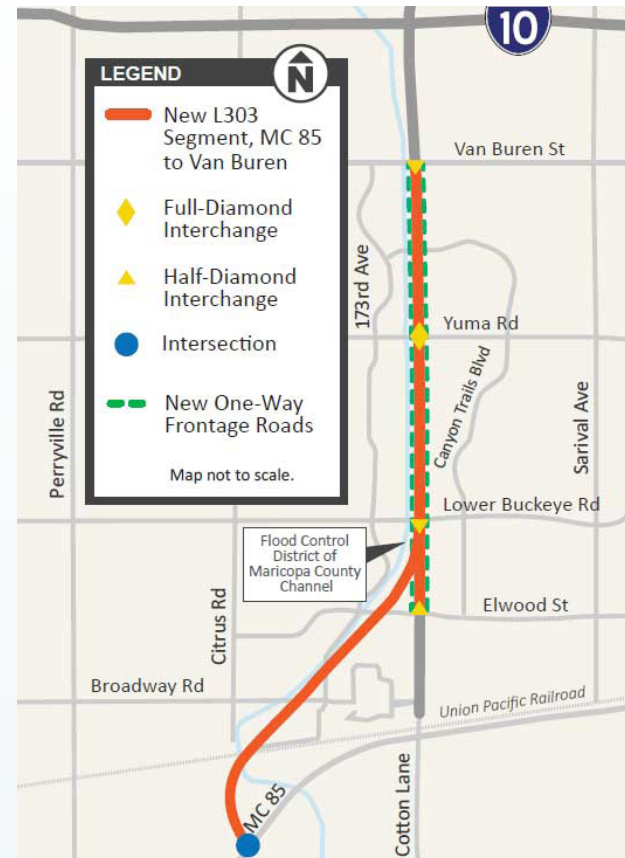 10
LEGEND
N
New L303
Segment, MC 85
to Van Buren
Full-Diamond
Interchange
Half-Diamond
Interchange
Intersection
New One-Way
Frontage Roads
Map not to scale.
Van Buren St
173rd Ave
Yuma Rd
Canyon Trails Blvd
Sarival Ave
Perryville Rd
Lower Buckeye Rd
Flood Control
District of
Maricopa County
Channel
Citrus Rd
Elwood St
Broadway Rd
Union Pacific Railroad
MC 85
Cotton Lane